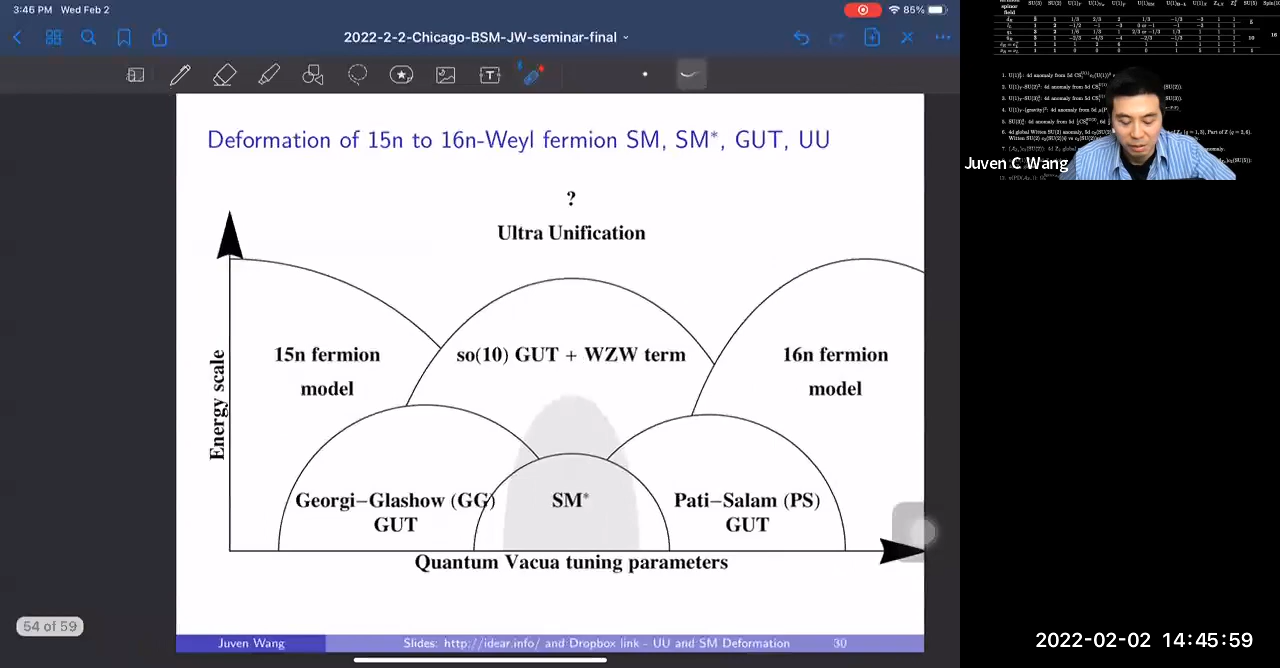 3:45 PM Wed Feb 2
85%
2022-2-2-Chicago-BSM-JW-seminar-final
Deformation of 15n to 16n-Weyl fermion SM, SM*, GUT, UU
?
Ultra Unification
15n fermion
model
so(10) GUT + WZW term
16n fermion
model
Energy scale
Georgi−Glashow (GG)
GUT
SM*
Pati−Salam (PS)
GUT
Quantum Vacua tuning parameters
54 of 59
Juven Wang
Slides: http://idear.info/ and Dropbox link - UU and SM Deformation
30
Juven C Wang
2022-02-02 14:45:59